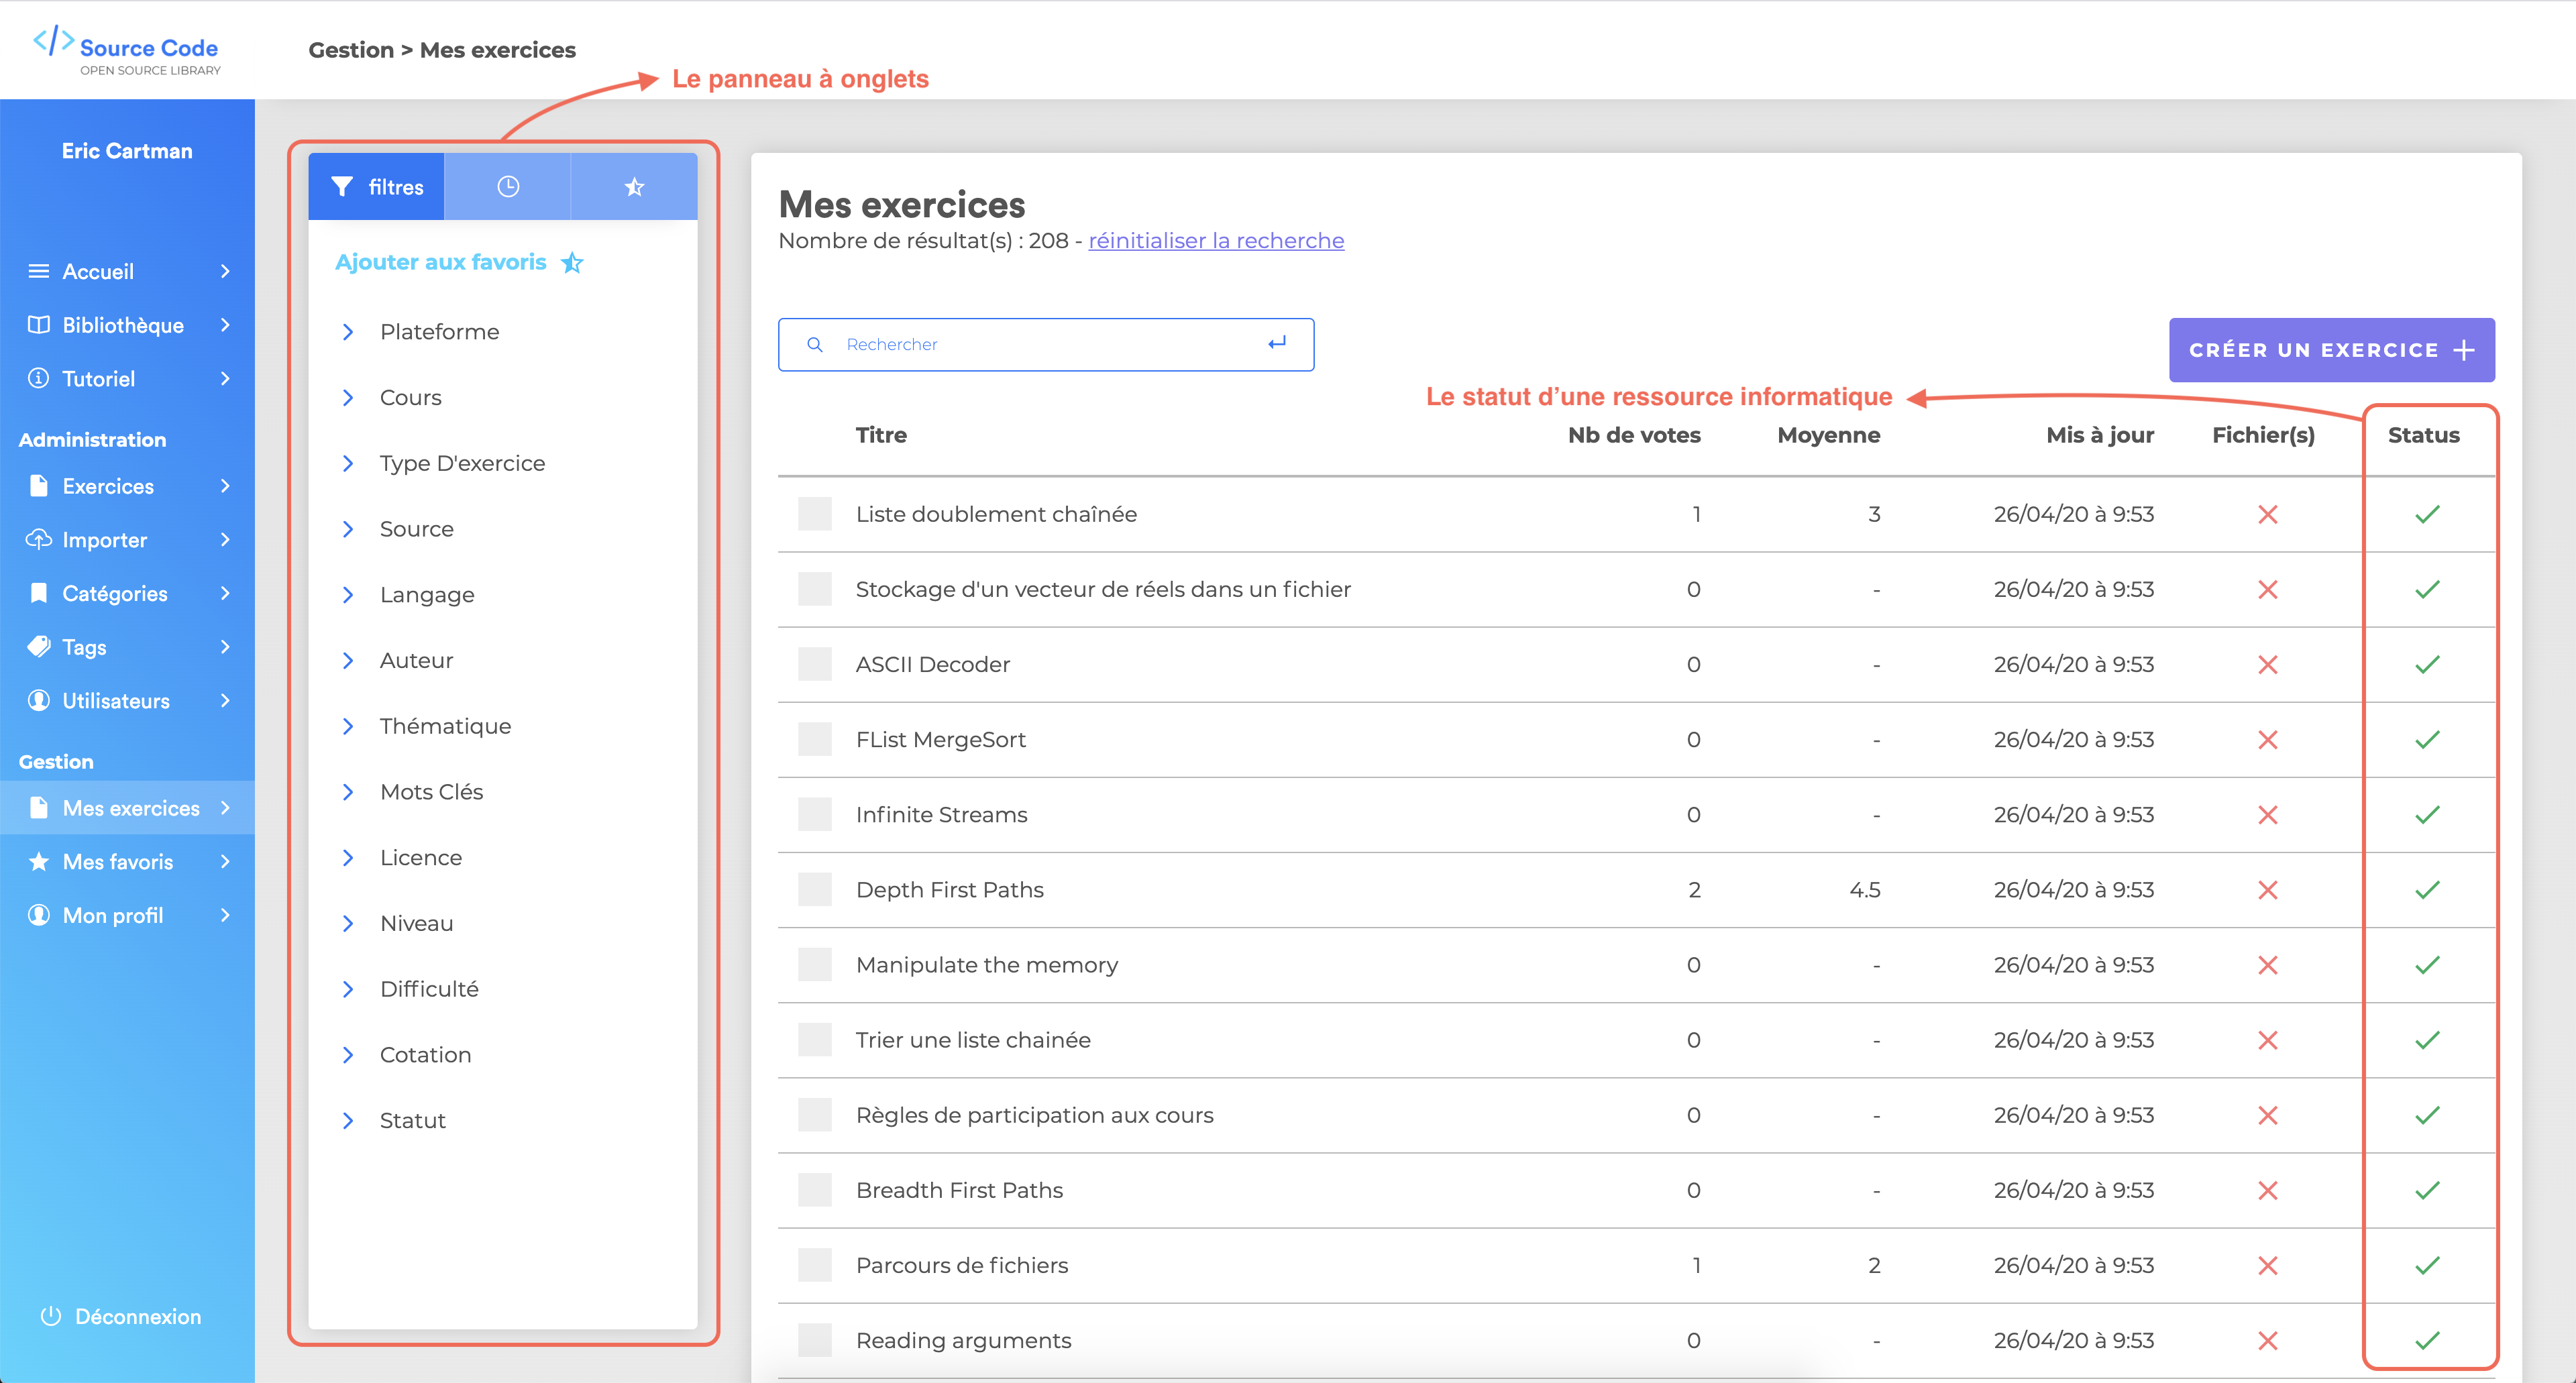 </> Source Code
OPEN SOURCE LIBRARY
Gestion > Mes exercices
Le panneau à onglets
Eric Cartman
Accueil
Bibliothèque
Tutoriel
Administration
Exercices
Importer
Catégories
Tags
Utilisateurs
Gestion
Mes exercices
Mes favoris
Mon profil
Déconnexion
filtres
Ajouter aux favoris
Plateforme
Cours
Type D'exercice
Source
Langage
Auteur
Thématique
Mots Clés
Licence
Niveau
Difficulté
Cotation
Statut
Mes exercices
Nombre de résultat(s) : 208 - réinitialiser la recherche
Rechercher
CRÉER UN EXERCICE +
Le statut d’une ressource informatique
Titre Nb de votes Moyenne Mis à jour Fichier(s) Status
Liste doublement chaînée 1 3 26/04/20 à 9:53
Stockage d'un vecteur de réels dans un fichier 0 - 26/04/20 à 9:53
ASCII Decoder 0 - 26/04/20 à 9:53
FList MergeSort 0 - 26/04/20 à 9:53
Infinite Streams 0 - 26/04/20 à 9:53
Depth First Paths 2 4.5 26/04/20 à 9:53
Manipulate the memory 0 - 26/04/20 à 9:53
Trier une liste chainée 0 - 26/04/20 à 9:53
Règles de participation aux cours 0 - 26/04/20 à 9:53
Breadth First Paths 0 - 26/04/20 à 9:53
Parcours de fichiers 1 2 26/04/20 à 9:53
Reading arguments 0 - 26/04/20 à 9:53